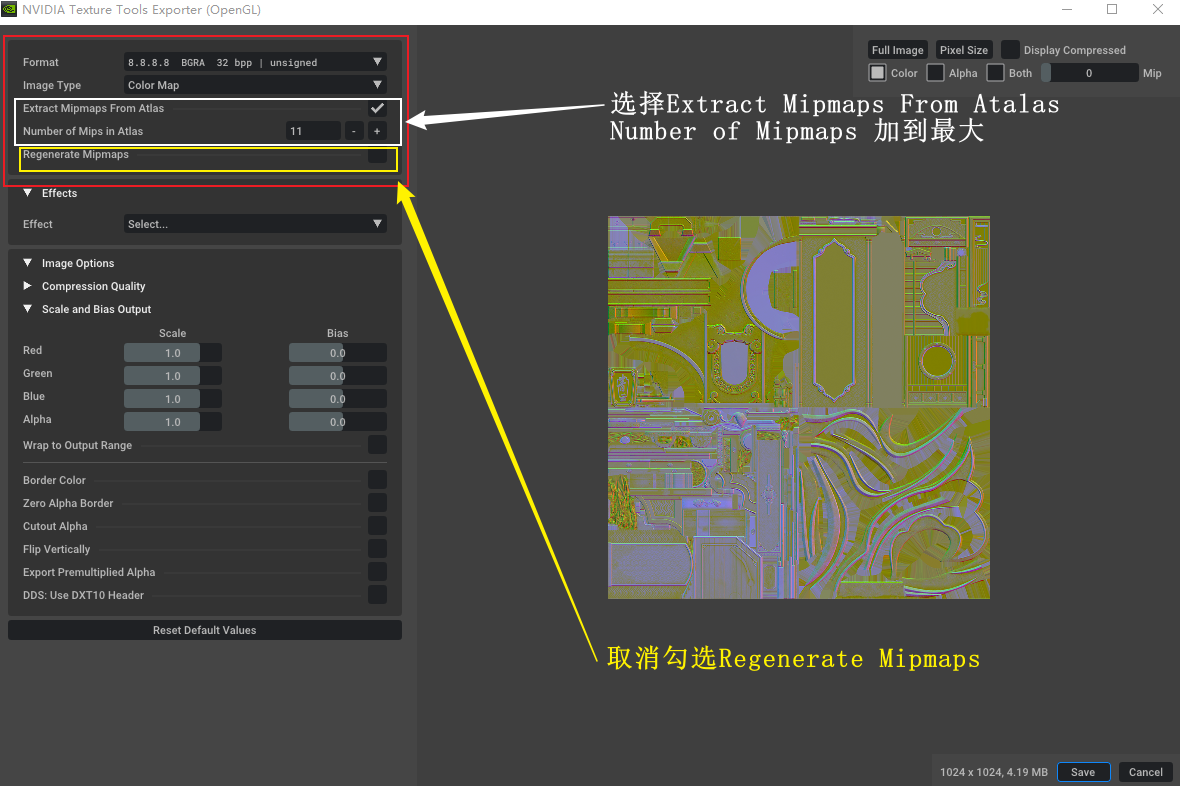 NVIDIA Texture Tools Exporter (OpenGL)
Full Image Pixel Size Display Compressed
Color Alpha Both 0 Mip
Format 8.8.8.8 BGRA 32 bpp | unsigned
Image Type Color Map
Extract Mipmaps From Atlas
Number of Mips in Atlas 11 - +
Regenerate Mipmaps
选择Extract Mipmaps From Atalas
Number of Mipmaps 加到最大
Effects
Effect Select...
Image Options
Compression Quality
Scale and Bias Output
Scale Bias
Red 1.0 0.0
Green 1.0 0.0
Blue 1.0 0.0
Alpha 1.0 0.0
Wrap to Output Range
Border Color
Zero Alpha Border
Cutout Alpha
Flip Vertically
Export Premultiplied Alpha
DDS: Use DXT10 Header
Reset Default Values
取消勾选Regenerate Mipmaps
1024 x 1024, 4.19 MB Save Cancel